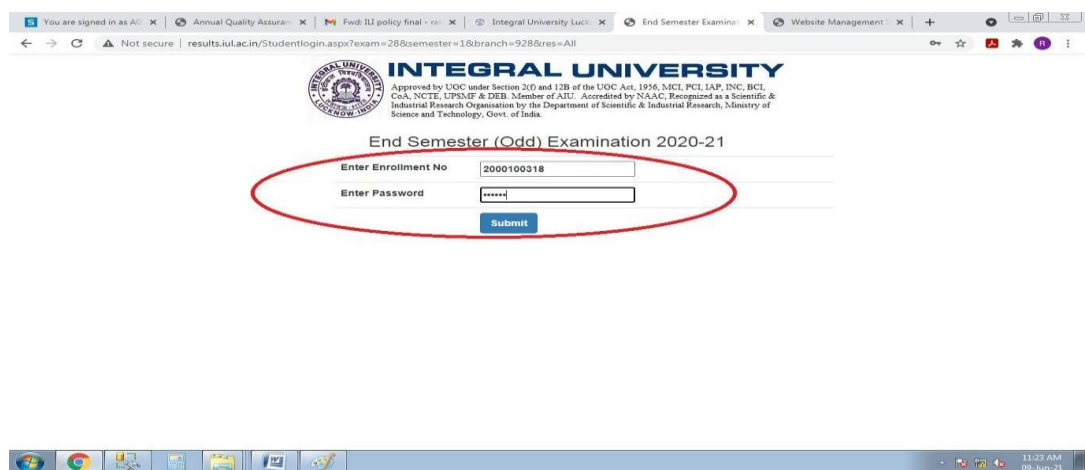 You are signed in as
Annual Quality Assuran
Fwd: ILI policy final - 
Integral University Luck
End Semester Examinat
Website Management
Not secure | results.iul.ac.in/Studentlogin.aspx?exam=28&semester=1&branch=928&res=All
R
INTEGRAL UNIVERSITY
LUCKNOW-INDIA
INTEGRAL UNIVERSITY
Approved by UGC under Section 2(f) and 12B of the UGC Act, 1956, MCI, PCI, IAP, INC, BCI,
CoA, NCTE, UPSMF & DEB. Member of AIU. Accredited by NAAC, Recognized as a Scientific &
Industrial Research Organisation by the Department of Scientific & Industrial Research, Ministry of
Science and Technology, Govt. of India.
End Semester (Odd) Examination 2020-21
Enter Enrollment No 2000100318
Enter Password ••••••
Submit
11:23 AM
09-Jun-21